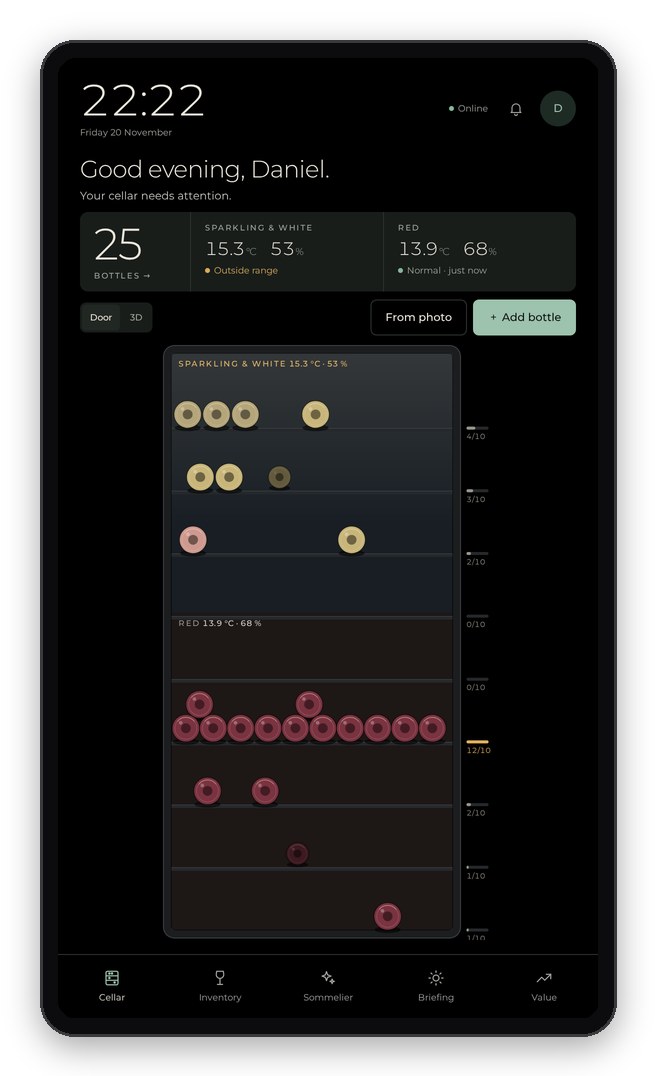 22:22
Friday 20 November
Online
D
Good evening, Daniel.
Your cellar needs attention.
25
BOTTLES →
SPARKLING & WHITE
15.3 °C 53 %
Outside range
RED
13.9 °C 68 %
Normal · just now
Door 3D
From photo
+ Add bottle
SPARKLING & WHITE 15.3 °C · 53 %
4/10
3/10
2/10
0/10
RED 13.9 °C · 68 %
0/10
12/10
2/10
1/10
1/10
Cellar
Inventory
Sommelier
Briefing
Value